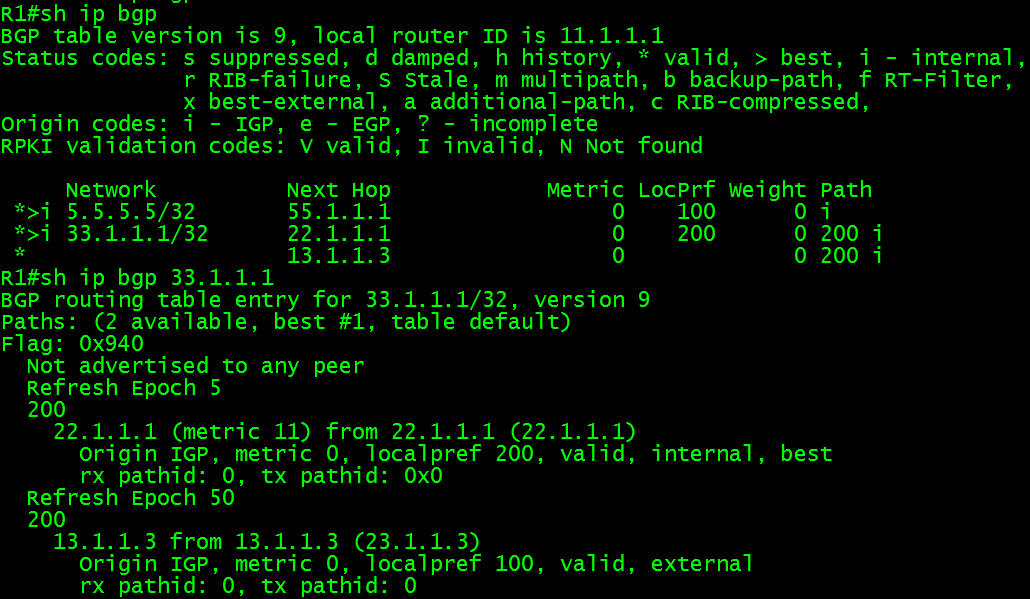 R1#sh ip bgp
BGP table version is 9, local router ID is 11.1.1.1
Status codes: s suppressed, d damped, h history, * valid, > best, i - internal,
              r RIB-failure, S Stale, m multipath, b backup-path, f RT-Filter,
              x best-external, a additional-path, c RIB-compressed,
Origin codes: i - IGP, e - EGP, ? - incomplete
RPKI validation codes: V valid, I invalid, N Not found

     Network          Next Hop            Metric LocPrf Weight Path
 *>i 5.5.5.5/32       55.1.1.1                 0    100      0 i
 *>i 33.1.1.1/32      22.1.1.1                 0    200      0 200 i
 *                    13.1.1.3                 0             0 200 i
R1#sh ip bgp 33.1.1.1
BGP routing table entry for 33.1.1.1/32, version 9
Paths: (2 available, best #1, table default)
Flag: 0x940
  Not advertised to any peer
  Refresh Epoch 5
  200
    22.1.1.1 (metric 11) from 22.1.1.1 (22.1.1.1)
      Origin IGP, metric 0, localpref 200, valid, internal, best
      rx pathid: 0, tx pathid: 0x0
  Refresh Epoch 50
  200
    13.1.1.3 from 13.1.1.3 (23.1.1.3)
      Origin IGP, metric 0, localpref 100, valid, external
      rx pathid: 0, tx pathid: 0